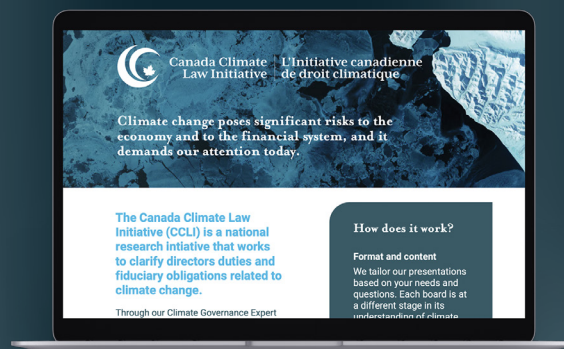 Canada Climate
Law Initiative
L'Initiative canadienne
de droit climatique
Climate change poses significant risks to the
economy and to the financial system, and it
demands our attention today.
The Canada Climate Law
Initiative (CCLI) is a national
research intiative that works
to clarify directors duties and
fiduciary obligations related to
climate change.
Through our Climate Governance Expert
How does it work?
Format and content
We tailor our presentations
based on your needs and
questions. Each board is at
a different stage in its
understanding of climate